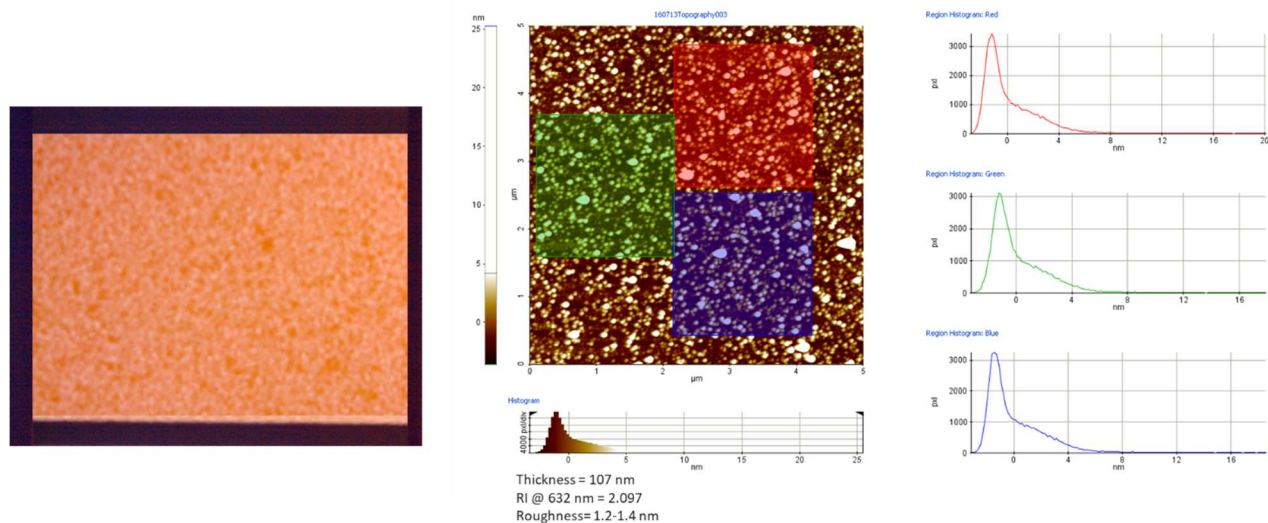 160713Topography003
nm
25
20
15
10
5
0
5
4
3
2
1
0
µm
0 1 2 3 4 5
µm
Histogram
4000 pxl/div
0 5 10 15 20 25
nm
Thickness = 107 nm
RI @ 632 nm = 2.097
Roughness= 1.2-1.4 nm
Region Histogram: Red
3000
2000
1000
0
pxl
0 4 8 12 16 20
nm
Region Histogram: Green
3000
2000
1000
0
pxl
0 4 8 12 16
nm
Region Histogram: Blue
3000
2000
1000
0
pxl
0 4 8 12 16
nm